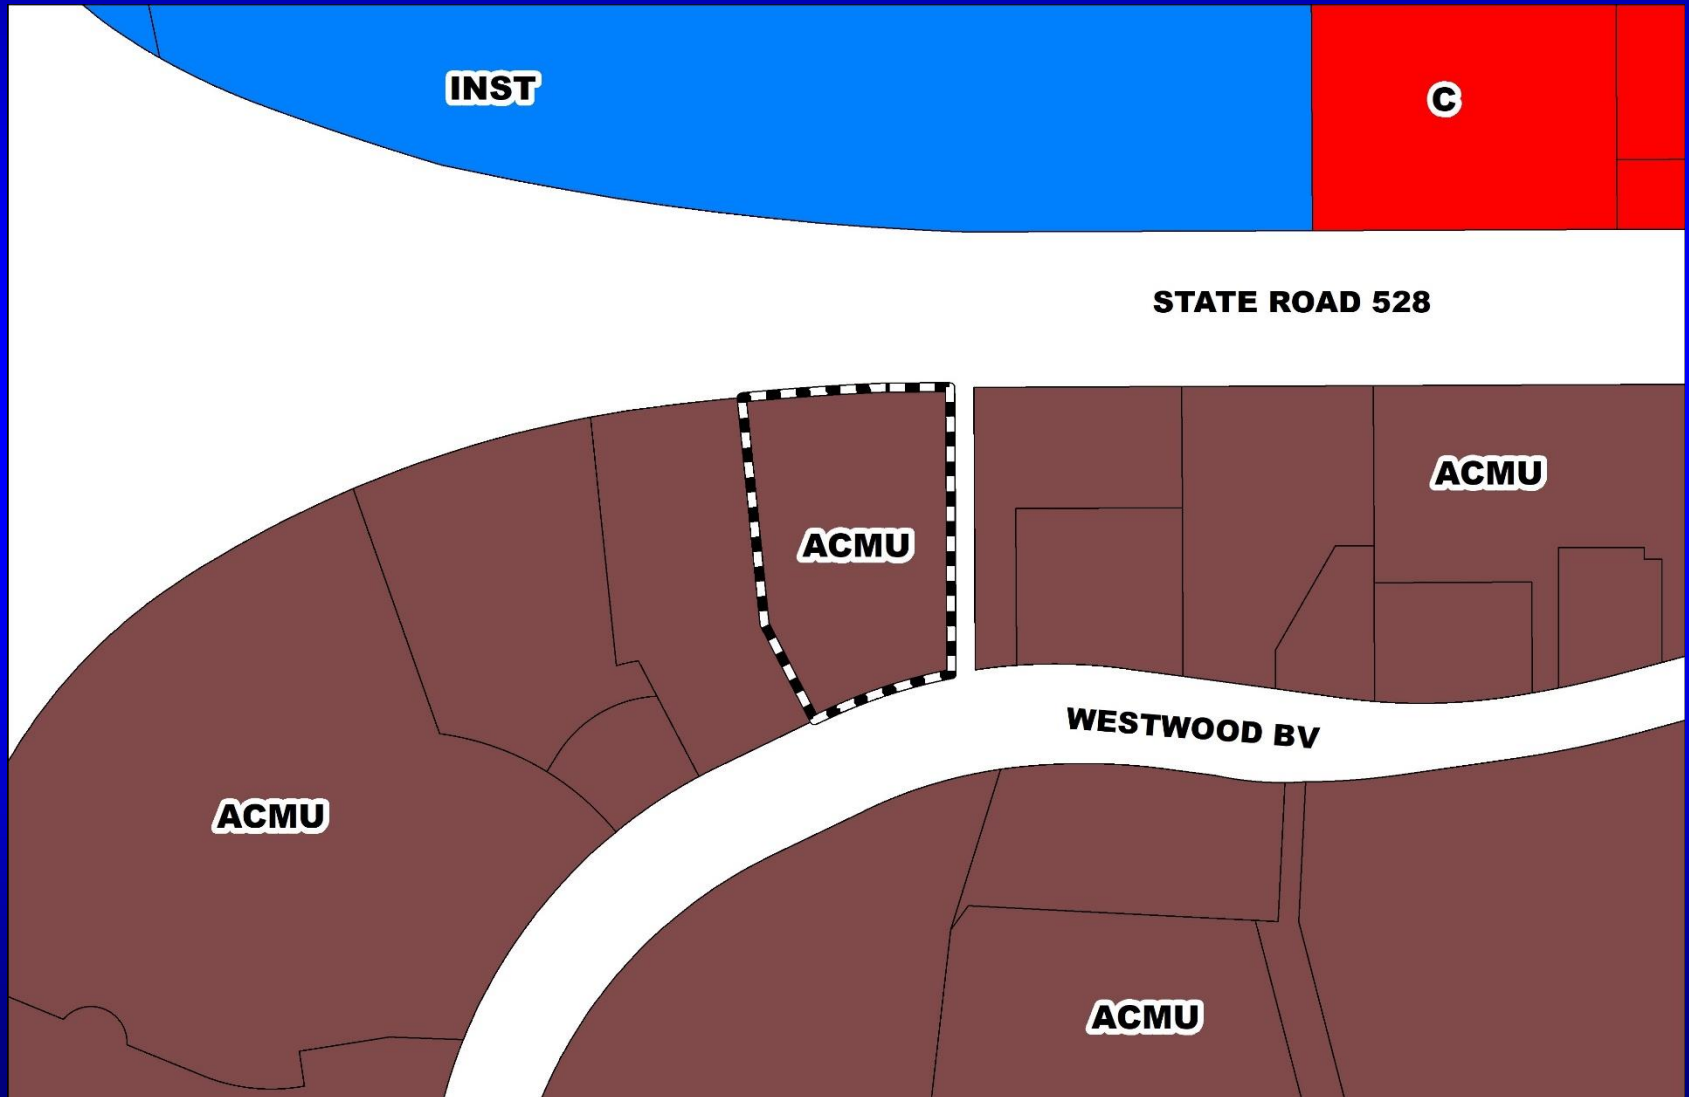 INST
C
STATE ROAD 528
ACMU
ACMU
WESTWOOD BV
ACMU
ACMU